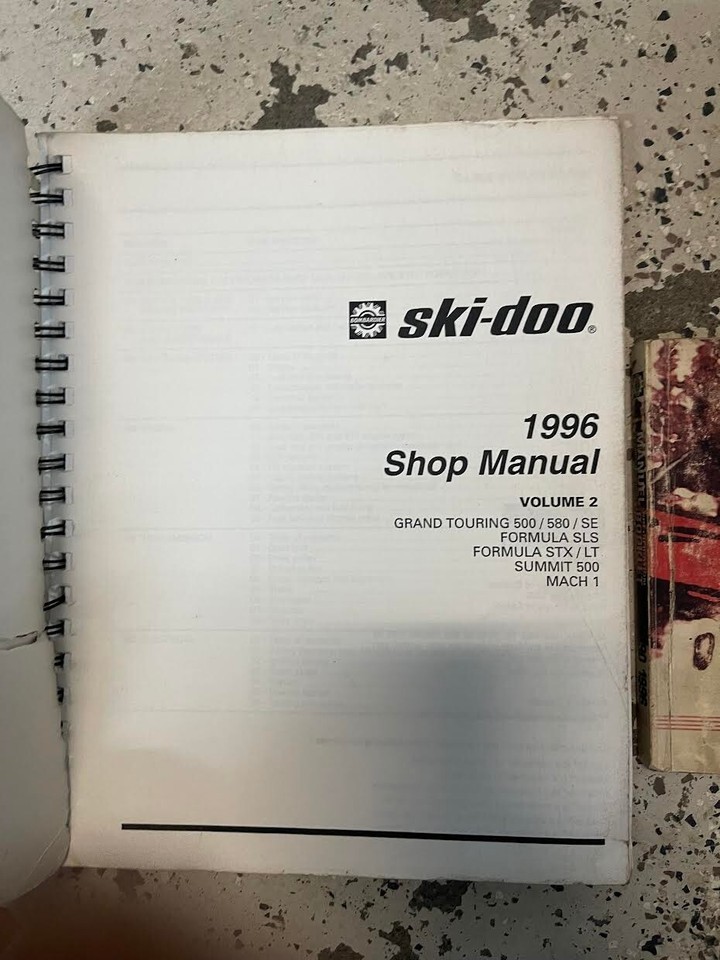 BOMBARDIER
ski-doo®
1996
Shop Manual
VOLUME 2
GRAND TOURING 500 / 580 / SE
FORMULA SLS
FORMULA STX / LT
SUMMIT 500
MACH 1